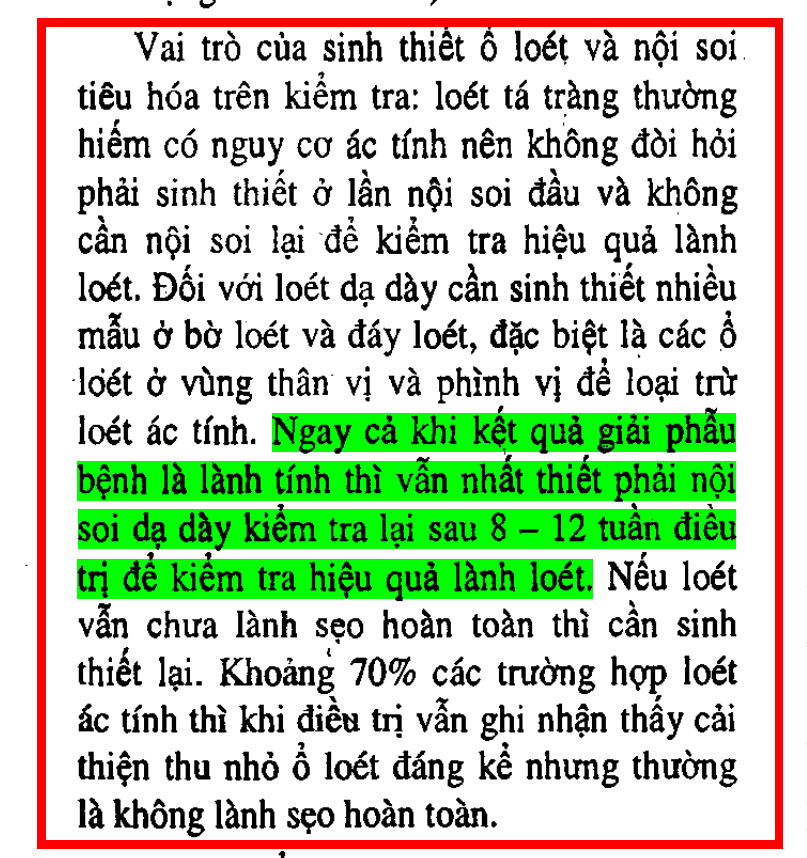 Vai trò của sinh thiết ổ loét và nội soi
tiêu hóa trên kiểm tra: loét tá tràng thường
hiếm có nguy cơ ác tính nên không đòi hỏi
phải sinh thiết ở lần nội soi đầu và không
cần nội soi lại để kiểm tra hiệu quả lành
loét. Đối với loét dạ dày cần sinh thiết nhiều
mẫu ở bờ loét và đáy loét, đặc biệt là các ổ
loét ở vùng thân vị và phình vị để loại trừ
loét ác tính. Ngay cả khi kết quả giải phẫu
bệnh là lành tính thì vẫn nhất thiết phải nội
soi dạ dày kiểm tra lại sau 8 – 12 tuần điều
trị để kiểm tra hiệu quả lành loét. Nếu loét
vẫn chưa lành sẹo hoàn toàn thì cần sinh
thiết lại. Khoảng 70% các trường hợp loét
ác tính thì khi điều trị vẫn ghi nhận thấy cải
thiện thu nhỏ ổ loét đáng kể nhưng thường
là không lành sẹo hoàn toàn.